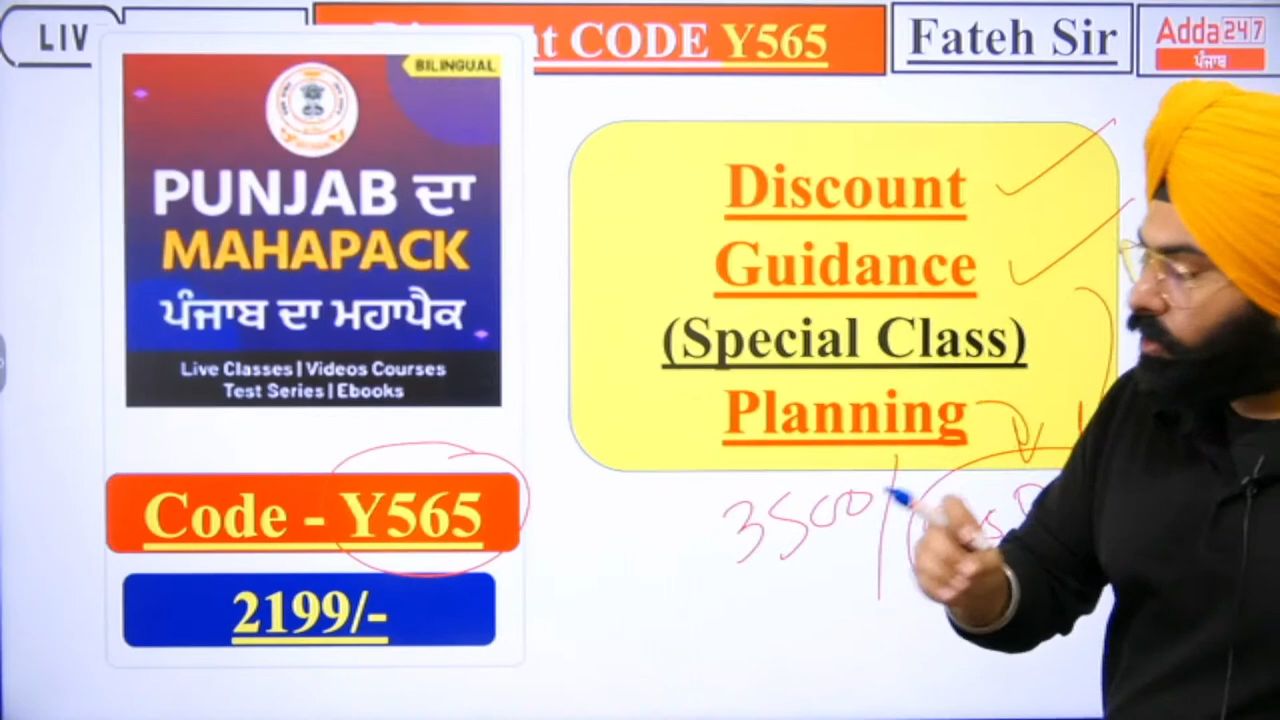 LIV
CODE Y565
Fateh Sir
Adda247
ਪੰਜਾਬ
BILINGUAL
PUNJAB ਦਾ
MAHAPACK
ਪੰਜਾਬ ਦਾ ਮਹਾਪੈਕ
Live Classes | Videos Courses
Test Series | Ebooks
Code - Y565
2199/-
Discount
Guidance
(Special Class)
Planning
3500